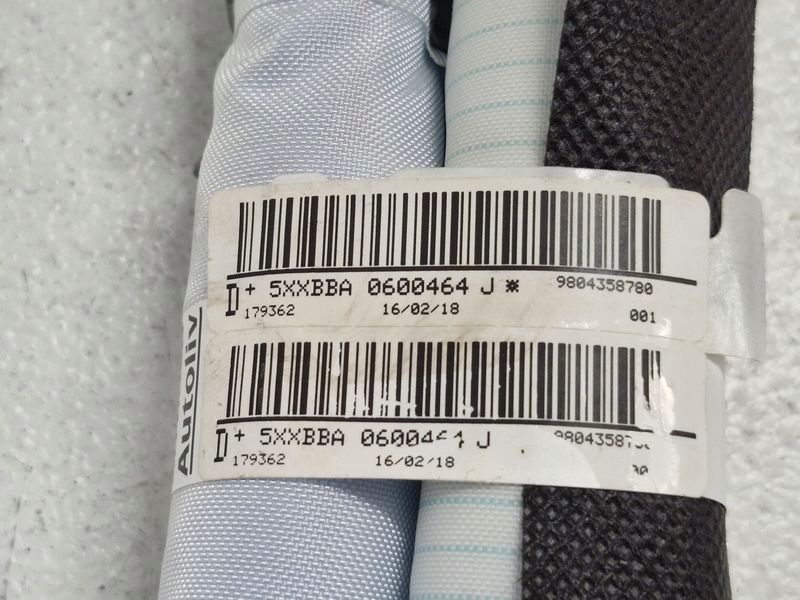 D + 5XXBBA 0600464 J * 9804358780
179362 16/02/18 001
Autoliv
D + 5XXBBA J
179362 16/02/18